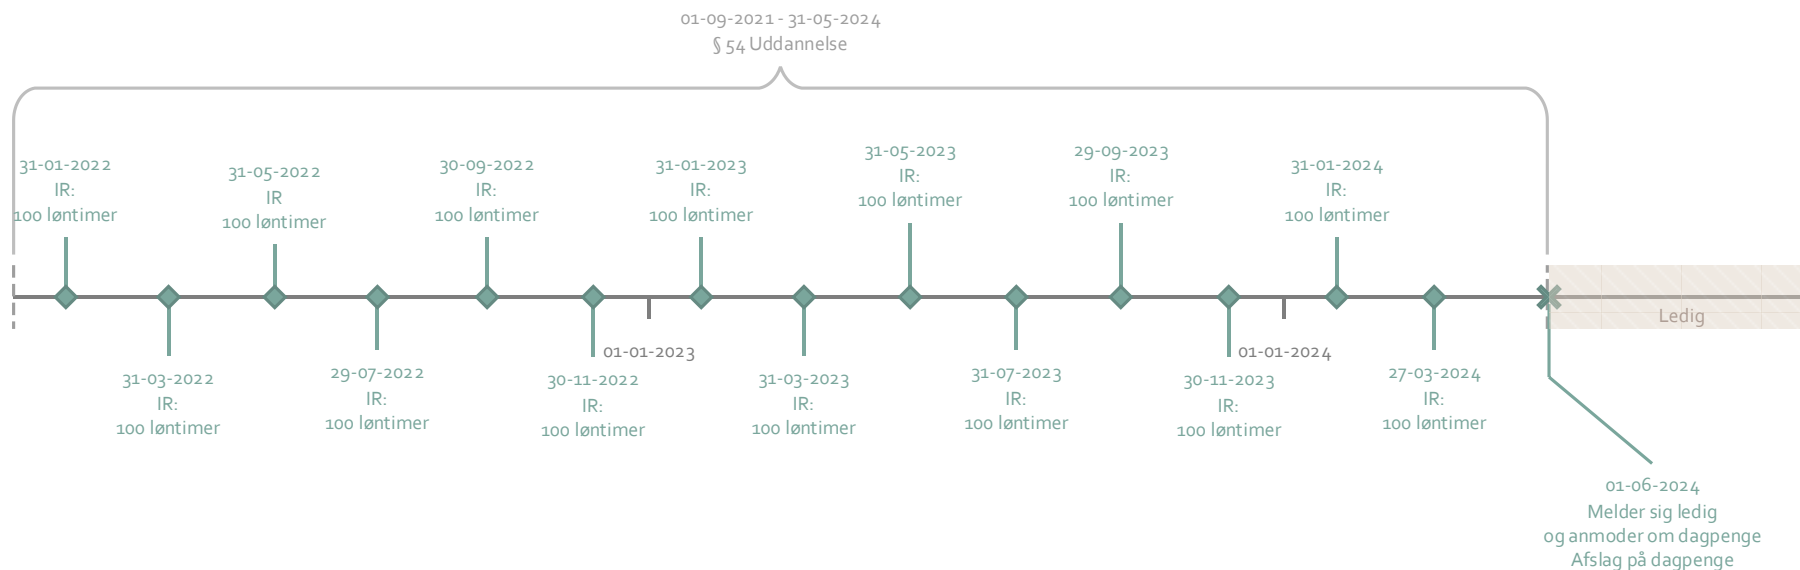 01-09-2021 - 31-05-2024
§ 54 Uddannelse
31-01-2022
IR:
100 løntimer
31-05-2022
IR
100 løntimer
30-09-2022
IR:
100 løntimer
31-01-2023
IR:
100 løntimer
31-05-2023
IR:
100 løntimer
29-09-2023
IR:
100 løntimer
31-01-2024
IR:
100 løntimer
Ledig
31-03-2022
IR:
100 løntimer
29-07-2022
IR:
100 løntimer
30-11-2022
IR:
100 løntimer
01-01-2023
31-03-2023
IR:
100 løntimer
31-07-2023
IR:
100 løntimer
30-11-2023
IR:
100 løntimer
01-01-2024
27-03-2024
IR:
100 løntimer
01-06-2024
Melder sig ledig
og anmoder om dagpenge
Afslag på dagpenge